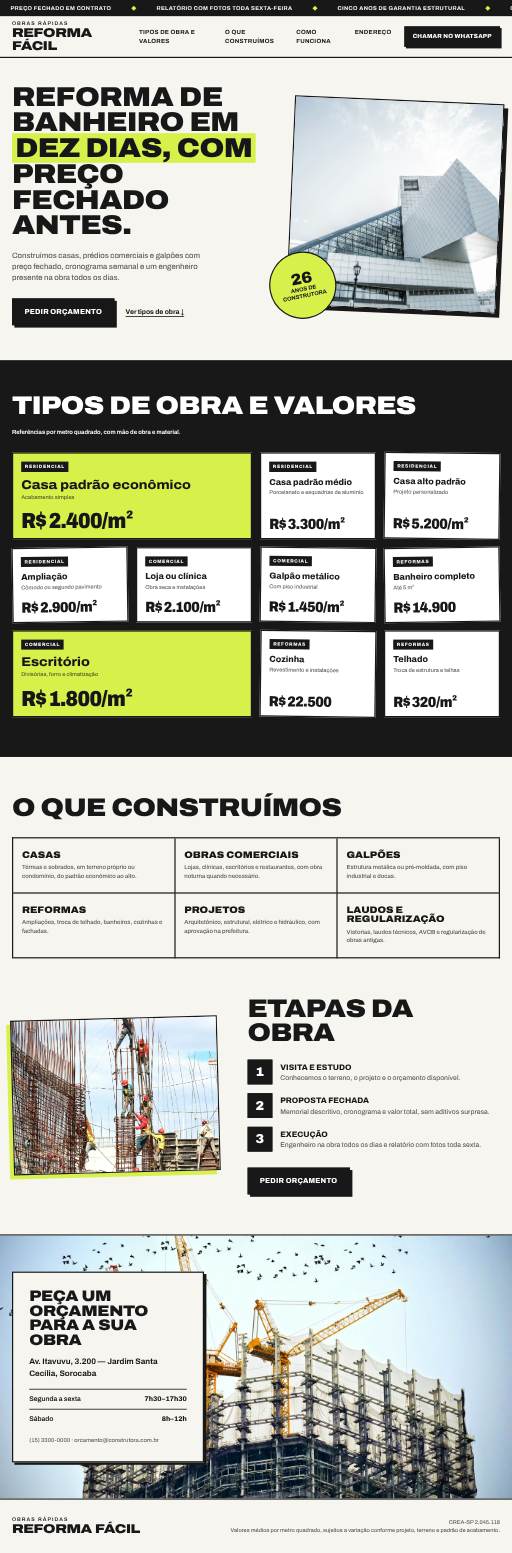 PREÇO FECHADO EM CONTRATO ◆ RELATÓRIO COM FOTOS TODA SEXTA-FEIRA ◆ CINCO ANOS DE GARANTIA ESTRUTURAL ◆
OBRAS RÁPIDAS
REFORMA
FÁCIL
TIPOS DE OBRA E
VALORES
O QUE
CONSTRUÍMOS
COMO
FUNCIONA
ENDEREÇO
CHAMAR NO WHATSAPP
REFORMA DE
BANHEIRO EM
DEZ DIAS, COM
PREÇO
FECHADO
ANTES.
Construímos casas, prédios comerciais e galpões com
preço fechado, cronograma semanal e um engenheiro
presente na obra todos os dias.
PEDIR ORÇAMENTO
Ver tipos de obra ↓
26
ANOS DE
CONSTRUTORA
TIPOS DE OBRA E VALORES
Referências por metro quadrado, com mão de obra e material.
RESIDENCIAL
Casa padrão econômico
Acabamento simples
R$ 2.400/m²
RESIDENCIAL
Casa padrão médio
Porcelanato e esquadrias de alumínio
R$ 3.300/m²
RESIDENCIAL
Casa alto padrão
Projeto personalizado
R$ 5.200/m²
RESIDENCIAL
Ampliação
Cômodo ou segundo pavimento
R$ 2.900/m²
COMERCIAL
Loja ou clínica
Obra seca e instalações
R$ 2.100/m²
COMERCIAL
Galpão metálico
Com piso industrial
R$ 1.450/m²
REFORMAS
Banheiro completo
Até 5 m²
R$ 14.900
COMERCIAL
Escritório
Divisórias, forro e climatização
R$ 1.800/m²
REFORMAS
Cozinha
Revestimento e instalações
R$ 22.500
REFORMAS
Telhado
Troca de estrutura e telhas
R$ 320/m²
O QUE CONSTRUÍMOS
CASAS
Térreas e sobrados, em terreno próprio ou
condomínio, do padrão econômico ao alto.
OBRAS COMERCIAIS
Lojas, clínicas, escritórios e restaurantes, com obra
noturna quando necessário.
GALPÕES
Estrutura metálica ou pré-moldada, com piso
industrial e docas.
REFORMAS
Ampliações, troca de telhado, banheiros, cozinhas e
fachadas.
PROJETOS
Arquitetônico, estrutural, elétrico e hidráulico, com
aprovação na prefeitura.
LAUDOS E
REGULARIZAÇÃO
Vistorias, laudos técnicos, AVCB e regularização de
obras antigas.
ETAPAS DA
OBRA
1
VISITA E ESTUDO
Conhecemos o terreno, o projeto e o orçamento disponível.
2
PROPOSTA FECHADA
Memorial descritivo, cronograma e valor total, sem aditivos surpresa.
3
EXECUÇÃO
Engenheiro na obra todos os dias e relatório com fotos toda sexta.
PEDIR ORÇAMENTO
PEÇA UM
ORÇAMENTO
PARA A SUA
OBRA
Av. Itavuvu, 3.200 — Jardim Santa
Cecília, Sorocaba
Segunda a sexta 7h30–17h30
Sábado 8h–12h
(15) 3300-0000 · orcamento@construtora.com.br
OBRAS RÁPIDAS
REFORMA FÁCIL
CREA-SP 2.045.118
Valores médios por metro quadrado, sujeitos a variação conforme projeto, terreno e padrão de acabamento.